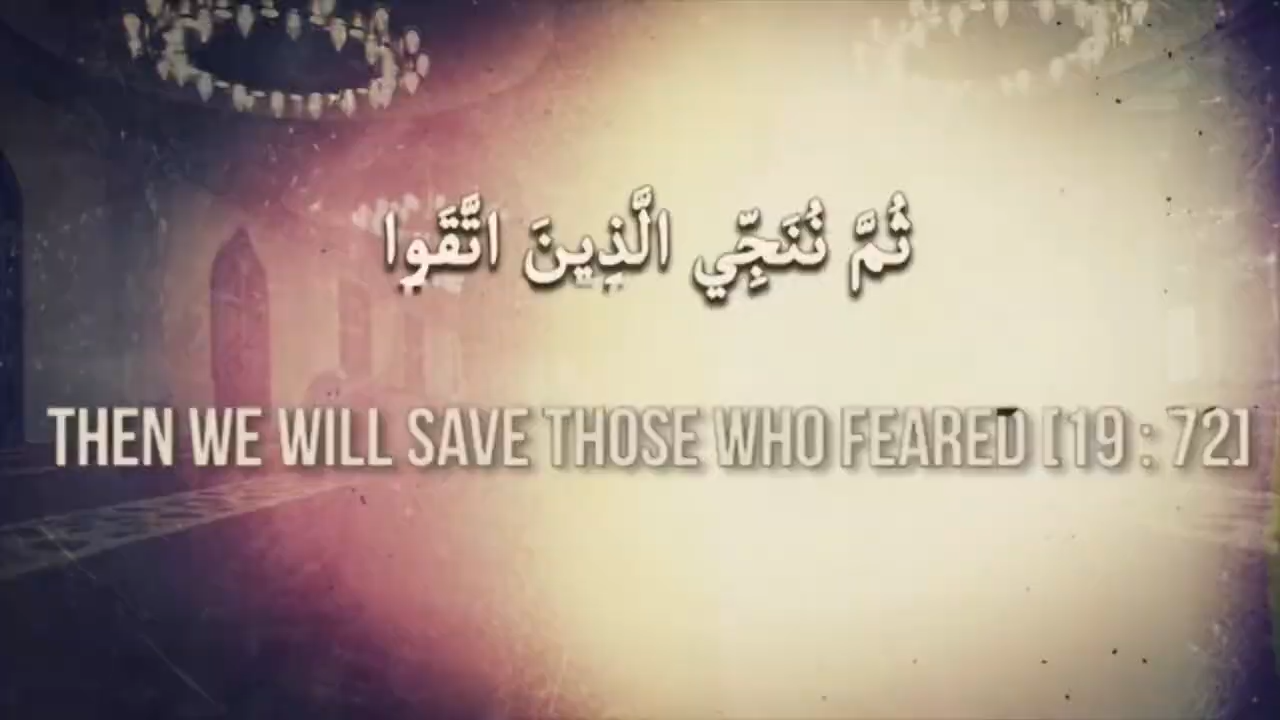 ثُمَّ نُنَجِّي الَّذِينَ اتَّقَوا
THEN WE WILL SAVE THOSE WHO FEARED [19 : 72]